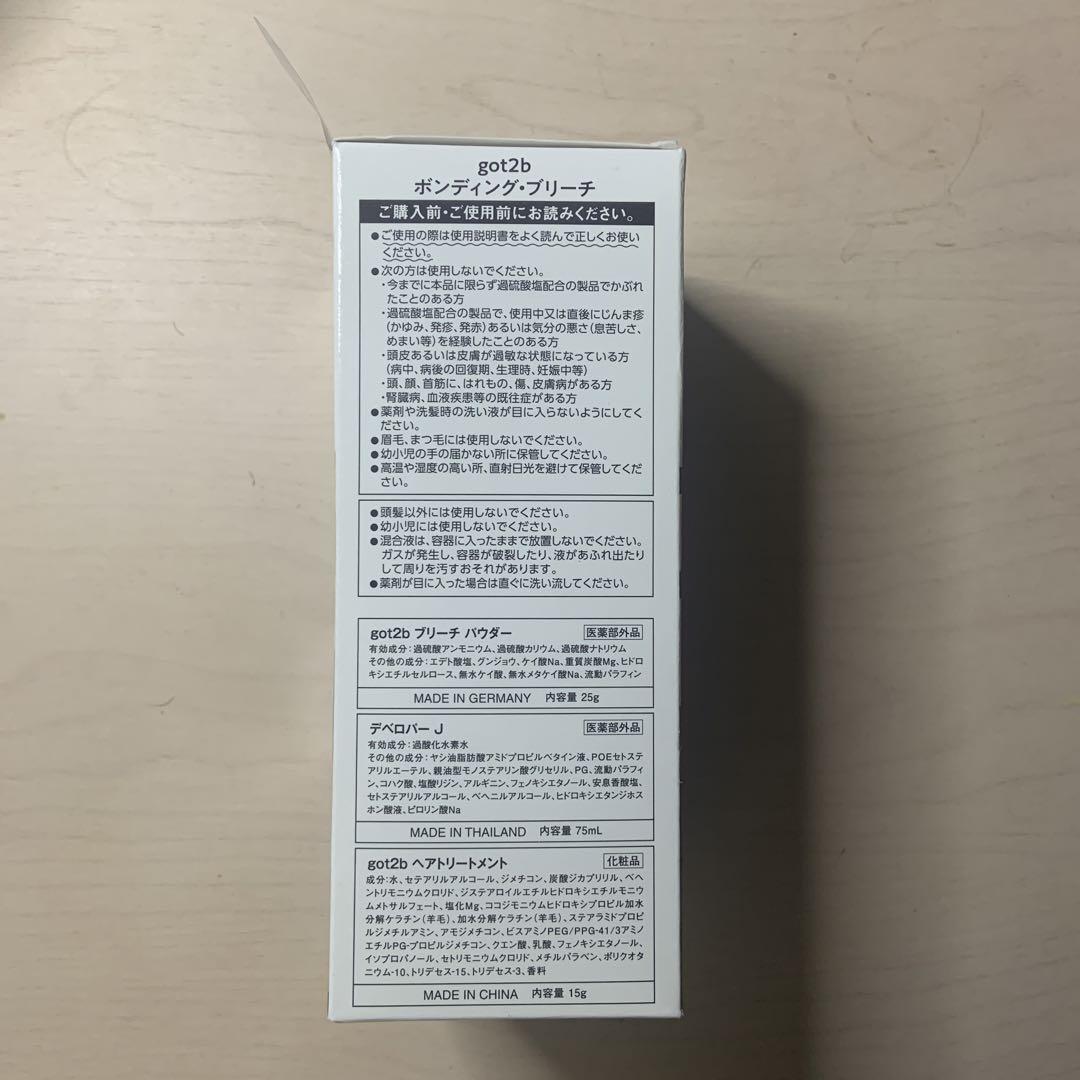 got2b
ボンディング・ブリーチ
ご購入前・ご使用前にお読みください。
●ご使用の際は使用説明書をよく読んで正しくお使い
ください。
●次の方は使用しないでください。
・今までに本品に限らず過硫酸塩配合の製品でかぶれ
たことのある方
・過硫酸塩配合の製品で、使用中又は直後にじんま疹
(かゆみ、発疹、発赤)あるいは気分の悪さ(息苦しさ、
めまい等)を経験したことのある方
・頭皮あるいは皮膚が過敏な状態になっている方
(病中、病後の回復期、生理時、妊娠中等)
・頭、顔、首筋に、はれもの、傷、皮膚病がある方
・腎臓病、血液疾患等の既往症がある方
●薬剤や洗髪時の洗い液が目に入らないようにしてく
ださい。
●眉毛、まつ毛には使用しないでください。
●幼小児の手の届かない所に保管してください。
●高温や湿度の高い所、直射日光を避けて保管してくだ
さい。
●頭髪以外には使用しないでください。
●幼小児には使用しないでください。
●混合液は、容器に入ったままで放置しないでください。
ガスが発生し、容器が破裂したり、液があふれ出たり
して周りを汚すおそれがあります。
●薬剤が目に入った場合は直ぐに洗い流してください。
got2b ブリーチ パウダー 医薬部外品
有効成分：過硫酸アンモニウム、過硫酸カリウム、過硫酸ナトリウム
その他の成分：エデト酸塩、グンジョウ、ケイ酸Na、重質炭酸Mg、ヒドロ
キシエチルセルロース、無水ケイ酸、無水メタケイ酸Na、流動パラフィン
MADE IN GERMANY 内容量 25g
デベロパー J 医薬部外品
有効成分：過酸化水素水
その他の成分：ヤシ油脂肪酸アミドプロピルベタイン液、POEセトステ
アリルエーテル、親油型モノステアリン酸グリセリル、PG、流動パラフィ
ン、コハク酸、塩酸リジン、アルギニン、フェノキシエタノール、安息香酸塩、
セトステアリルアルコール、ベヘニルアルコール、ヒドロキシエタンジホス
ホン酸液、ピロリン酸Na
MADE IN THAILAND 内容量 75mL
got2b ヘアトリートメント 化粧品
成分：水、セテアリルアルコール、ジメチコン、炭酸ジカプリリル、ベヘ
ントリモニウムクロリド、ジステアロイルエチルヒドロキシエチルモニウ
ムメトサルフェート、塩化Mg、ココジモニウムヒドロキシプロピル加水
分解ケラチン(羊毛)、加水分解ケラチン(羊毛)、ステアラミドプロピ
ルジメチルアミン、アモジメチコン、ビスアミノPEG/PPG-41/3アミノ
エチルPG-プロピルジメチコン、クエン酸、乳酸、フェノキシエタノール、
イソプロパノール、セトリモニウムクロリド、メチルパラベン、ポリクオタ
ニウム-10、トリデセス-15、トリデセス-3、香料
MADE IN CHINA 内容量 15g